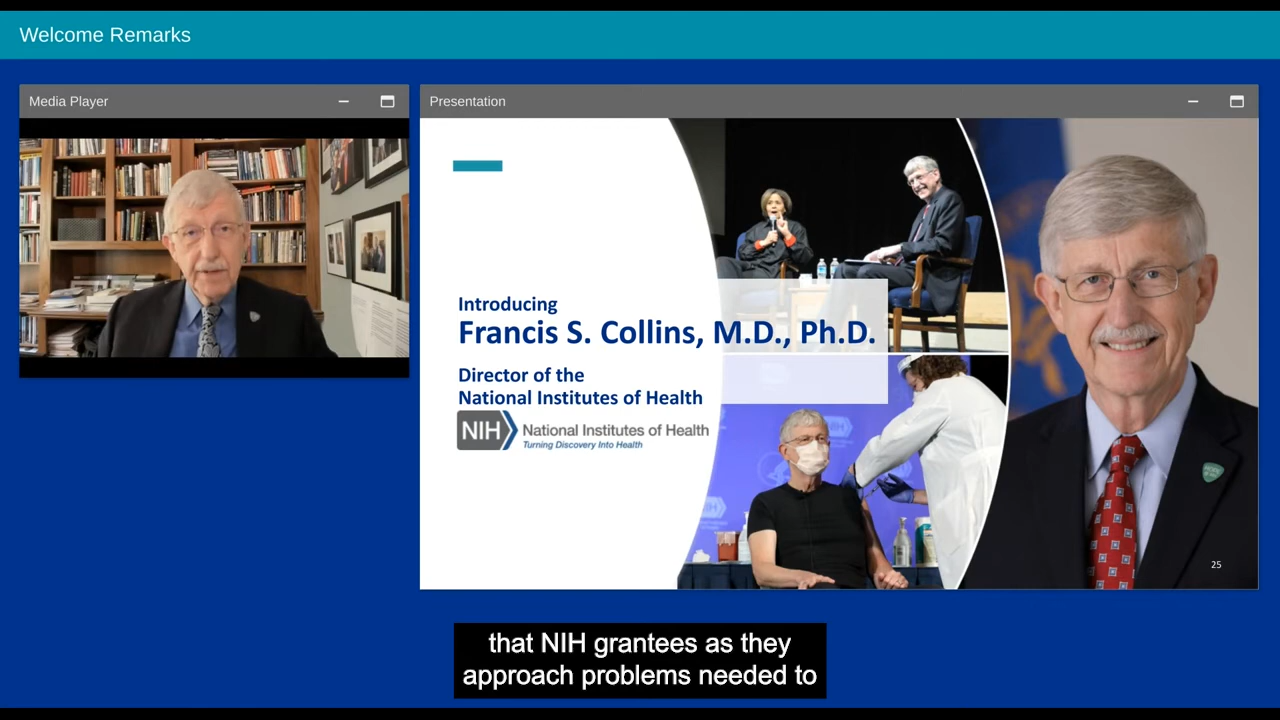 Welcome Remarks
Media Player
Presentation
Introducing
Francis S. Collins, M.D., Ph.D.
Director of the
National Institutes of Health
NIH
National Institutes of Health
Turning Discovery Into Health
25
that NIH grantees as they
approach problems needed to